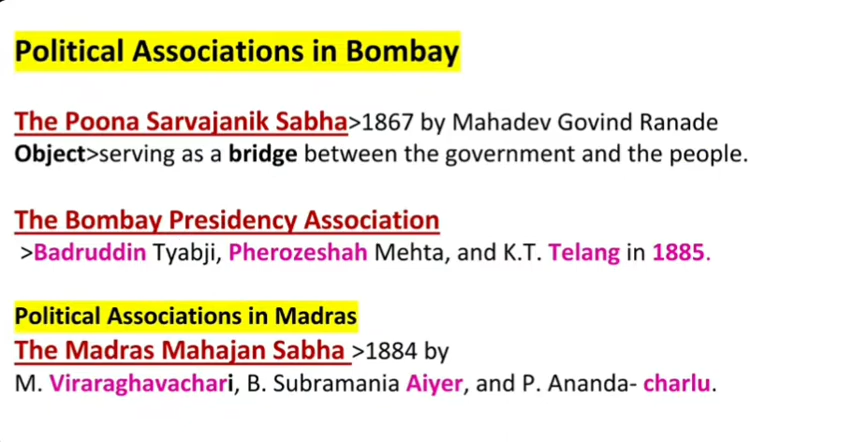 Political Associations in Bombay
The Poona Sarvajanik Sabha>1867 by Mahadev Govind Ranade
Object>serving as a bridge between the government and the people.
The Bombay Presidency Association
>Badruddin Tyabji, Pherozeshah Mehta, and K.T. Telang in 1885.
Political Associations in Madras
The Madras Mahajan Sabha >1884 by
M. Viraraghavachari, B. Subramania Aiyer, and P. Ananda- charlu.